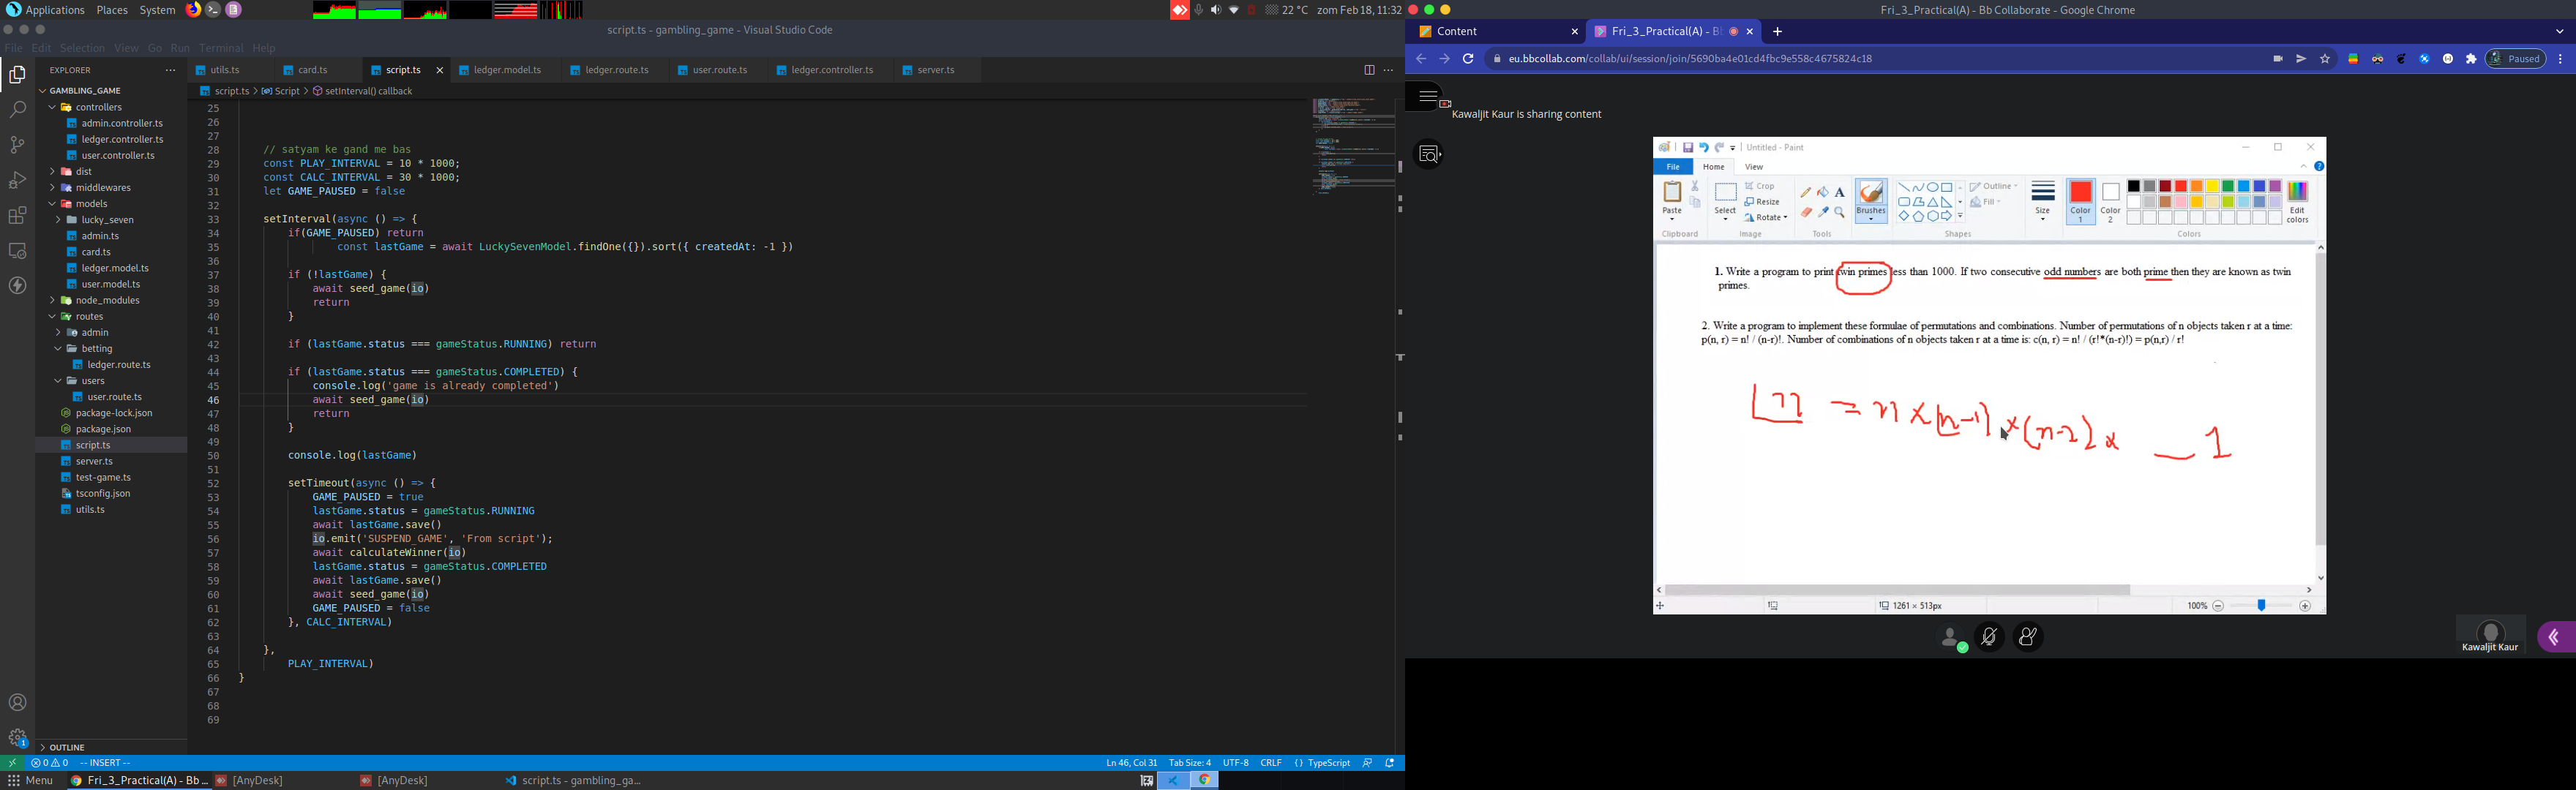 Applications Places System
22 °C zom Feb 18, 11:32
script.ts - gambling_game - Visual Studio Code
File Edit Selection View Go Run Terminal Help
EXPLORER
utils.ts card.ts script.ts ledger.model.ts ledger.route.ts user.route.ts ledger.controller.ts server.ts
script.ts > Script > setInterval() callback
GAMBLING_GAME
controllers
admin.controller.ts
ledger.controller.ts
user.controller.ts
dist
middlewares
models
lucky_seven
admin.ts
card.ts
ledger.model.ts
user.model.ts
node_modules
routes
admin
betting
ledger.route.ts
users
user.route.ts
package-lock.json
package.json
script.ts
server.ts
test-game.ts
tsconfig.json
utils.ts
OUTLINE
25
26
27
28 // satyam ke gand me bas
29 const PLAY_INTERVAL = 10 * 1000;
30 const CALC_INTERVAL = 30 * 1000;
31 let GAME_PAUSED = false
32
33 setInterval(async () => {
34 if(GAME_PAUSED) return
35 const lastGame = await LuckySevenModel.findOne({}).sort({ createdAt: -1 })
36
37 if (!lastGame) {
38 await seed_game(io)
39 return
40 }
41
42 if (lastGame.status === gameStatus.RUNNING) return
43
44 if (lastGame.status === gameStatus.COMPLETED) {
45 console.log('game is already completed')
46 await seed_game(io)
47 return
48 }
49
50 console.log(lastGame)
51
52 setTimeout(async () => {
53 GAME_PAUSED = true
54 lastGame.status = gameStatus.RUNNING
55 await lastGame.save()
56 io.emit('SUSPEND_GAME', 'From script');
57 await calculateWinner(io)
58 lastGame.status = gameStatus.COMPLETED
59 await lastGame.save()
60 await seed_game(io)
61 GAME_PAUSED = false
62 }, CALC_INTERVAL)
63
64 },
65 PLAY_INTERVAL)
66 }
67
68
69
0 0 -- INSERT --
Ln 46, Col 31 Tab Size: 4 UTF-8 CRLF {} TypeScript
Menu Fri_3_Practical(A) - Bb ... [AnyDesk] [AnyDesk] script.ts - gambling_ga...
Fri_3_Practical(A) - Bb Collaborate - Google Chrome
Content Fri_3_Practical(A) - B
eu.bbcollab.com/collab/ui/session/join/5690ba4e01cd4fbc9e558c4675824c18
Paused
Kawaljit Kaur is sharing content
Untitled - Paint
File Home View
Paste Select Crop Resize Rotate Brushes Outline Fill Size Color 1 Color 2 Edit colors
Clipboard Image Tools Shapes Colors
1. Write a program to print twin primes less than 1000. If two consecutive odd numbers are both prime then they are known as twin
primes.
2. Write a program to implement these formulae of permutations and combinations. Number of permutations of n objects taken r at a time:
p(n, r) = n! / (n-r)!. Number of combinations of n objects taken r at a time is: c(n, r) = n! / (r!*(n-r)!) = p(n,r) / r!
n = n × (n-1) × (n-2) × __ 1
1261 × 513px
100%
Kawaljit Kaur